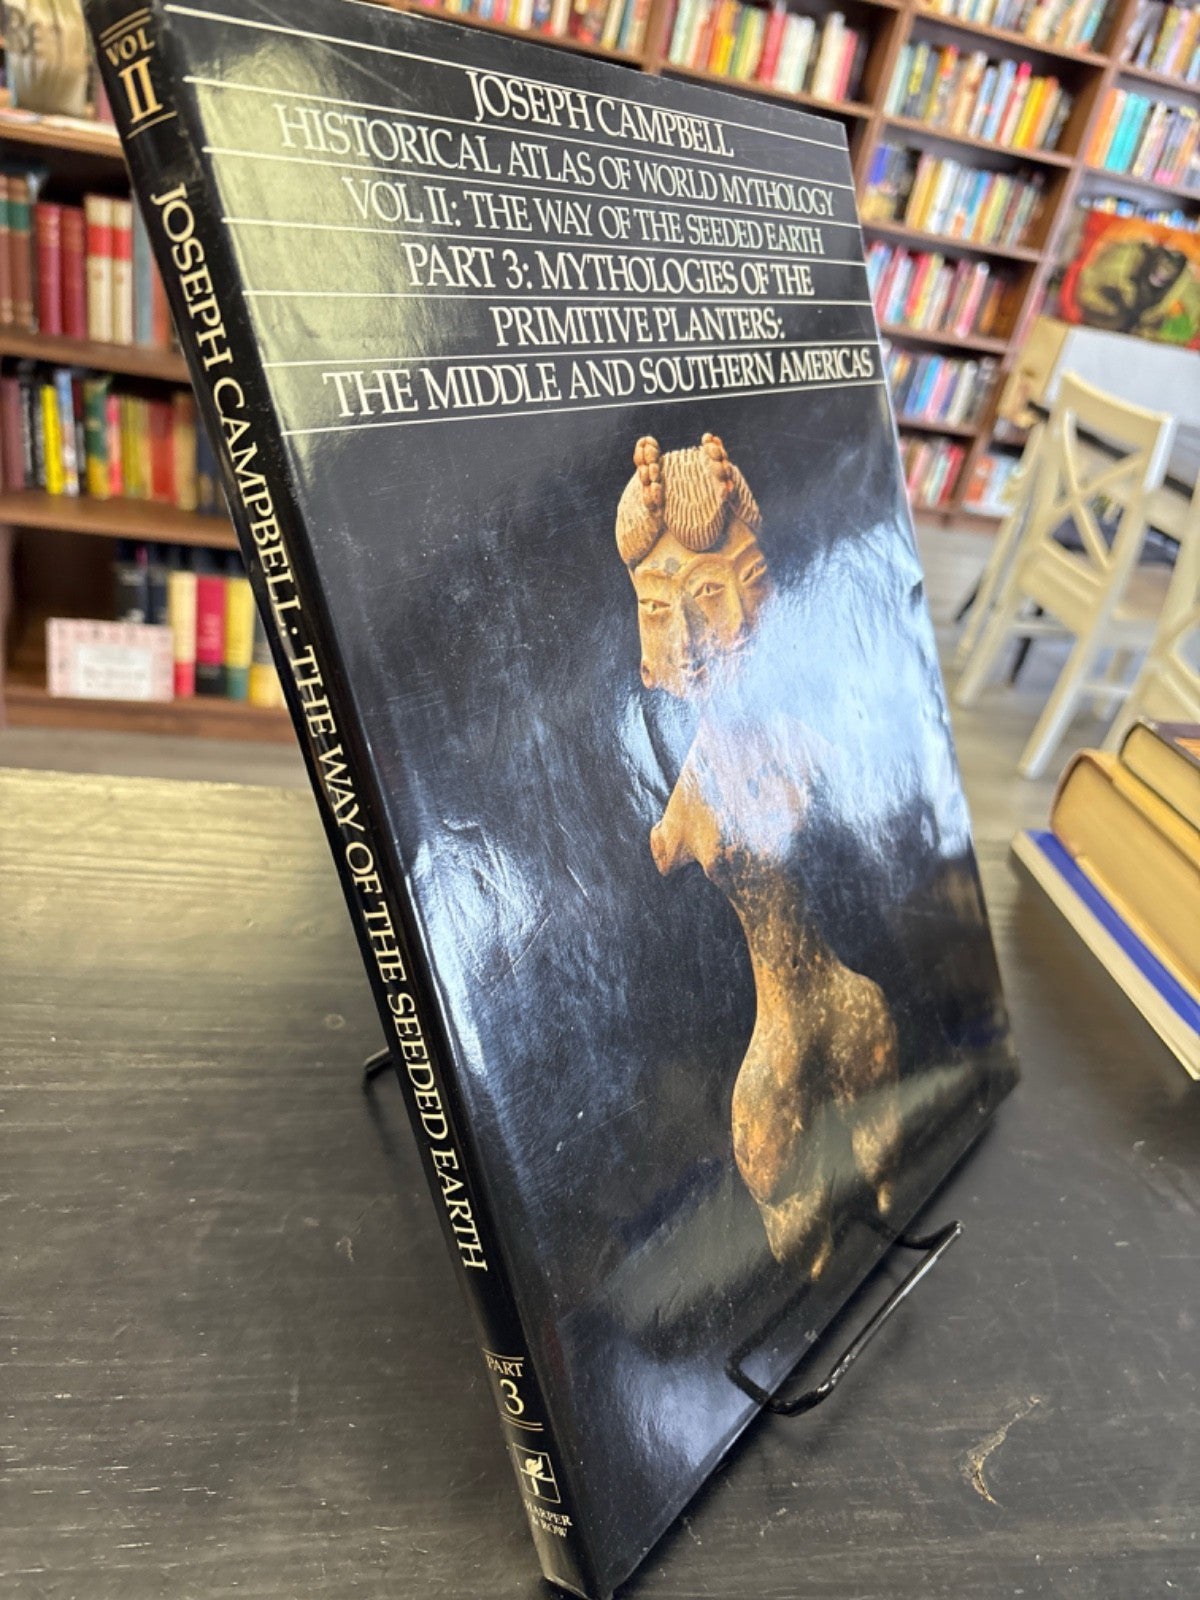 JOSEPH CAMPBELL
HISTORICAL ATLAS OF WORLD MYTHOLOGY
VOL II: THE WAY OF THE SEEDED EARTH
PART 3: MYTHOLOGIES OF THE
PRIMITIVE PLANTERS:
THE MIDDLE AND SOUTHERN AMERICAS
VOL
II
JOSEPH CAMPBELL: THE WAY OF THE SEEDED EARTH
PART
3
HARPER
& ROW